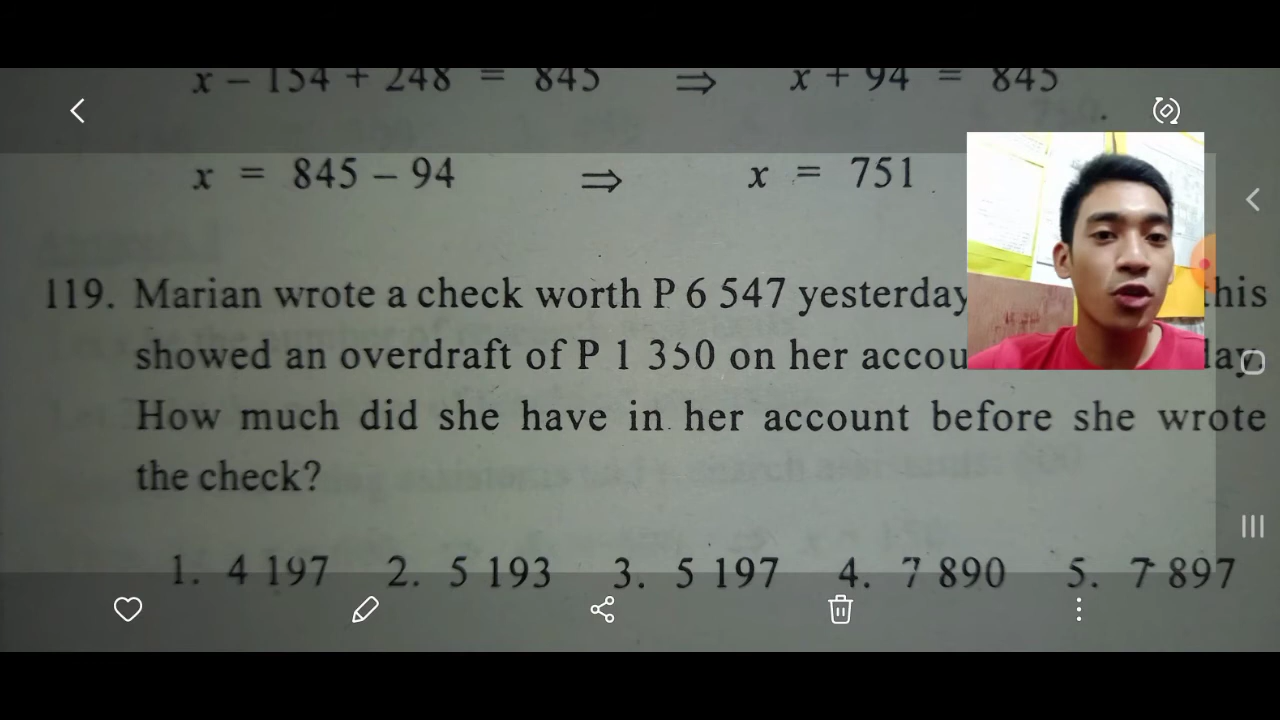 x − 154 + 248 = 845 ⇒ x + 94 = 845
x = 845 − 94 ⇒ x = 751
119. Marian wrote a check worth P 6 547 yesterday this
showed an overdraft of P 1 350 on her accou
How much did she have in her account before she wrote
the check?
1. 4 197 2. 5 193 3. 5 197 4. 7 890 5. 7 897